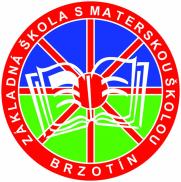 ZÁKLADNÁ ŠKOLA S MATERSKOU ŠKOLOU
BRZOTÍN